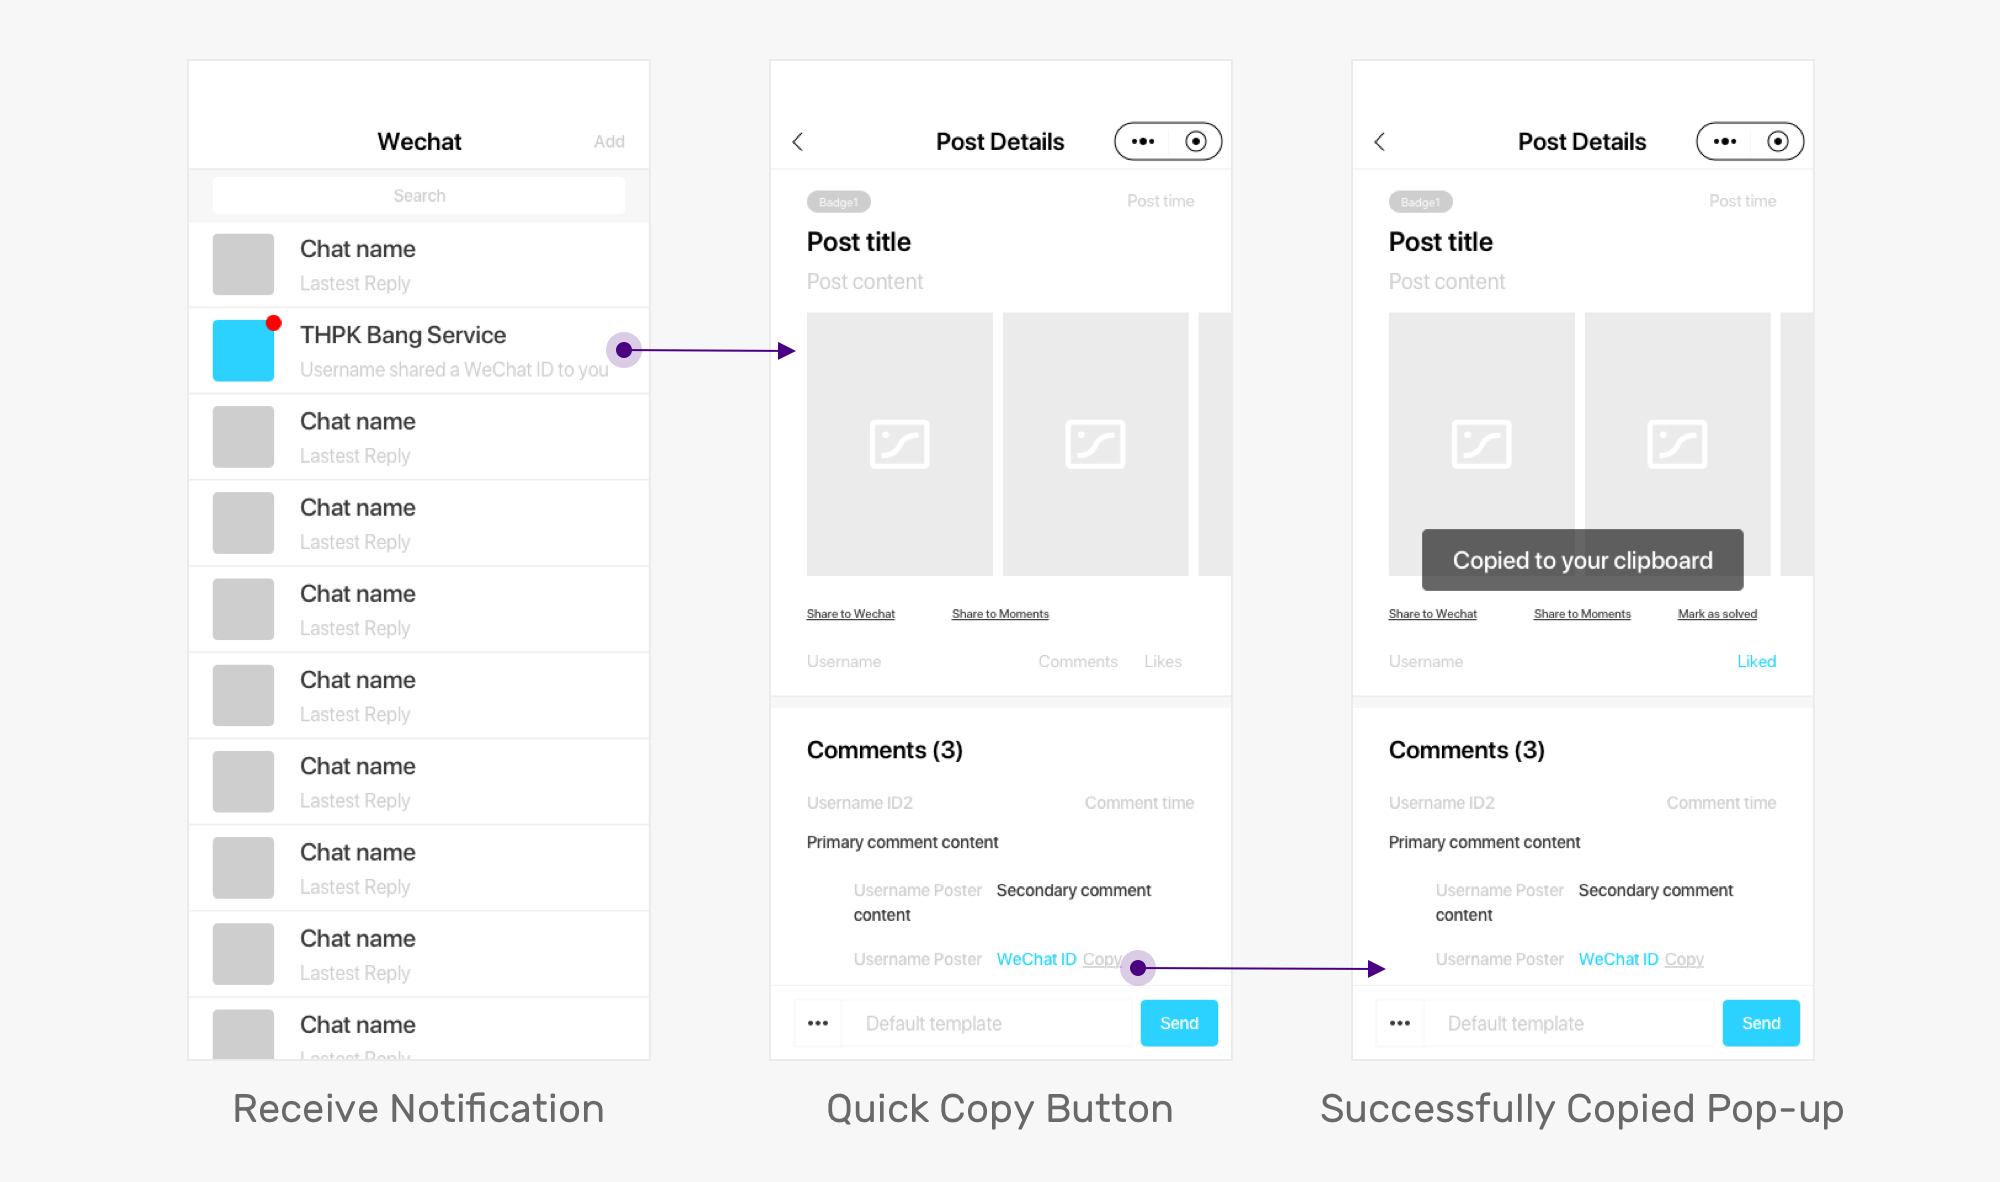 Wechat
Add
Search
Chat name
Lastest Reply
THPK Bang Service
Username shared a WeChat ID to you
Chat name
Lastest Reply
Chat name
Lastest Reply
Chat name
Lastest Reply
Chat name
Lastest Reply
Chat name
Lastest Reply
Chat name
Lastest Reply
Chat name
Lastest Reply
Chat name
Lastest Reply
Receive Notification
Post Details
Badge1
Post time
Post title
Post content
Share to Wechat
Share to Moments
Username
Comments
Likes
Comments (3)
Username ID2
Comment time
Primary comment content
Username Poster Secondary comment
content
Username Poster WeChat ID Copy
Default template
Send
Quick Copy Button
Post Details
Badge1
Post time
Post title
Post content
Copied to your clipboard
Share to Wechat
Share to Moments
Mark as solved
Username
Liked
Comments (3)
Username ID2
Comment time
Primary comment content
Username Poster Secondary comment
content
Username Poster WeChat ID Copy
Default template
Send
Successfully Copied Pop-up